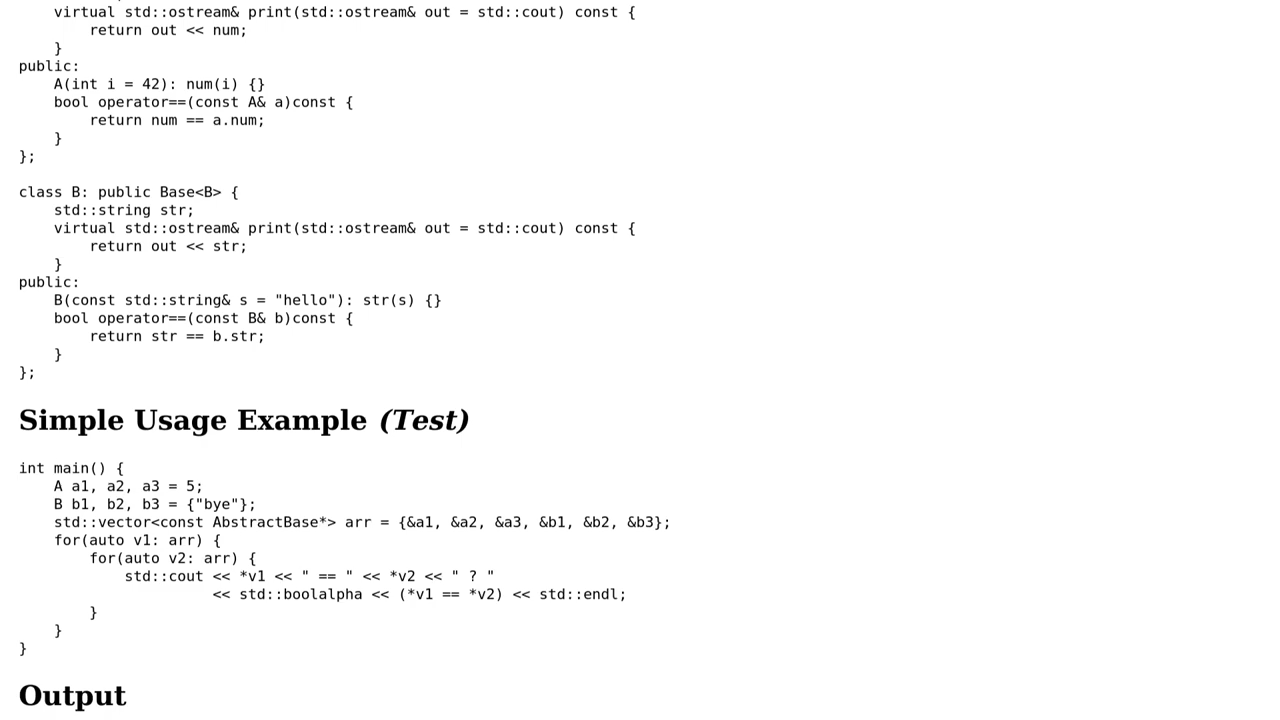 virtual std::ostream& print(std::ostream& out = std::cout) const {
        return out << num;
    }
public:
    A(int i = 42): num(i) {}
    bool operator==(const A& a)const {
        return num == a.num;
    }
};

class B: public Base<B> {
    std::string str;
    virtual std::ostream& print(std::ostream& out = std::cout) const {
        return out << str;
    }
public:
    B(const std::string& s = "hello"): str(s) {}
    bool operator==(const B& b)const {
        return str == b.str;
    }
};

Simple Usage Example (Test)

int main() {
    A a1, a2, a3 = 5;
    B b1, b2, b3 = {"bye"};
    std::vector<const AbstractBase*> arr = {&a1, &a2, &a3, &b1, &b2, &b3};
    for(auto v1: arr) {
        for(auto v2: arr) {
            std::cout << *v1 << " == " << *v2 << " ? "
                      << std::boolalpha << (*v1 == *v2) << std::endl;
        }
    }
}

Output